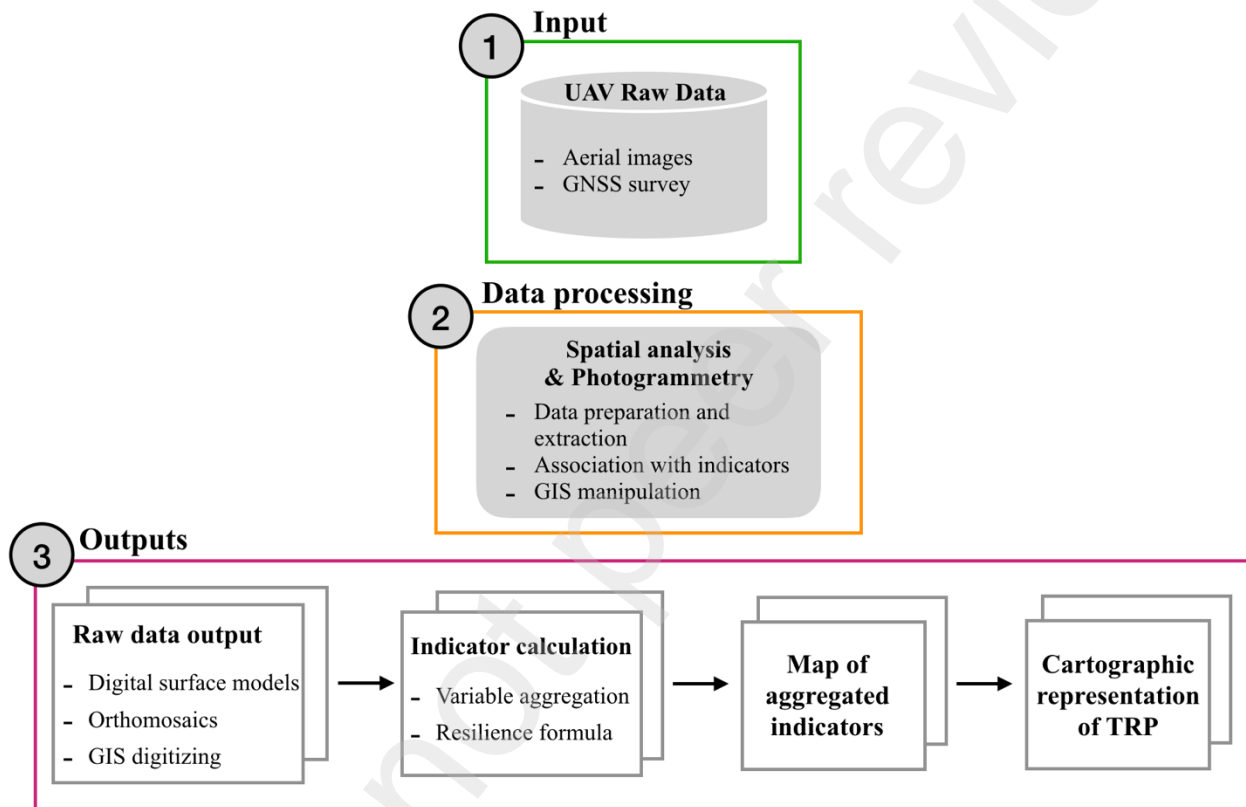 1
Input
UAV Raw Data
- Aerial images
- GNSS survey
2
Data processing
Spatial analysis
& Photogrammetry
- Data preparation and
extraction
- Association with indicators
- GIS manipulation
3
Outputs
Raw data output
- Digital surface models
- Orthomosaics
- GIS digitizing
Indicator calculation
- Variable aggregation
- Resilience formula
Map of
aggregated
indicators
Cartographic
representation
of TRP
not peer review